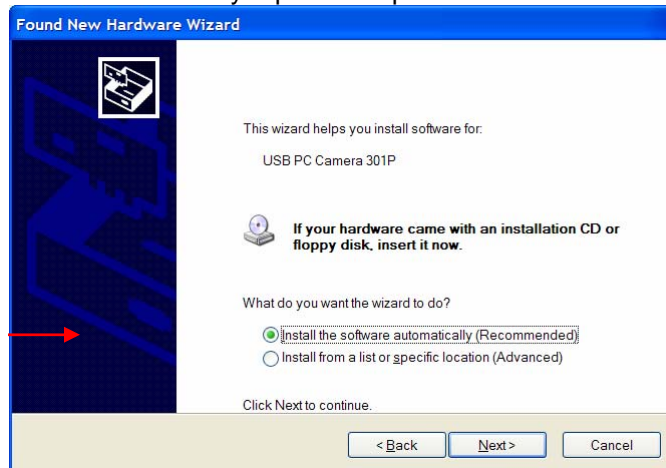 Found New Hardware Wizard
This wizard helps you install software for:
USB PC Camera 301P
If your hardware came with an installation CD or
floppy disk, insert it now.
What do you want the wizard to do?
Install the software automatically (Recommended)
Install from a list or specific location (Advanced)
Click Next to continue.
< Back
Next >
Cancel